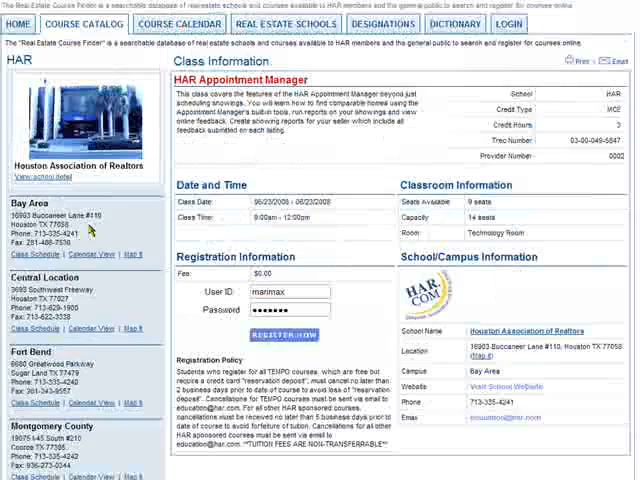 The Real Estate Course Finder is a searchable database of real estate schools and courses available to HAR members and the general public to search and register for courses online
HOME
COURSE CATALOG
COURSE CALENDAR
REAL ESTATE SCHOOLS
DESIGNATIONS
DICTIONARY
LOGIN
The "Real Estate Course Finder" is a searchable database of real estate schools and courses available to HAR members and the general public to search and register for courses online.
HAR
Houston Association of Realtors
View school detail
Bay Area
16903 Buccaneer Lane #110
Houston TX 77058
Phone: 713-335-4241
Fax: 281-486-7530
Class Schedule | Calendar View | Map It
Central Location
3693 Southwest Freeway
Houston TX 77027
Phone: 713-629-1900
Fax: 713-622-3338
Class Schedule | Calendar View | Map It
Fort Bend
6680 Greatwood Parkway
Sugar Land TX 77479
Phone: 713-335-4240
Fax: 361-343-9557
Class Schedule | Calendar View | Map It
Montgomery County
19075 I-45 South #210
Conroe TX 77385
Phone: 713-335-4242
Fax: 936-273-0344
Class Schedule | Calendar View | Map It
Class Information
Print | Email
HAR Appointment Manager
This class covers the features of the HAR Appointment Manager beyond just
scheduling showings. You will learn how to find comparable homes using the
Appointment Manager's built-in tools, run reports on your showings and view
online feedback. Create showing reports for your seller which include all
feedback submitted on each listing.
School HAR
Credit Type MCE
Credit Hours 3
Trec Number 03-00-049-5847
Provider Number 0002
Date and Time
Class Date: 06/23/2008 - 06/23/2008
Class Time: 9:00am - 12:00pm
Classroom Information
Seats Available 9 seats
Capacity 14 seats
Room: Technology Room
Registration Information
Fee: $0.00
User ID: marimax
Password •••••••
REGISTER NOW
Registration Policy
Students who register for all TEMPO courses, which are free but
require a credit card "reservation deposit", must cancel no later than
2 business days prior to date of course to avoid loss of "reservation
deposit". Cancellations for TEMPO courses must be sent via email to
education@har.com. For all other HAR sponsored courses,
cancellations must be received no later than 5 business days prior to
date of course to avoid forfeiture of tuition. Cancellations for all other
HAR sponsored courses must be sent via email to
education@har.com. **TUITION FEES ARE NON-TRANSFERRABLE**
School/Campus Information
HAR.COM
School Name Houston Association of Realtors
Location 16903 Buccaneer Lane #110, Houston TX 77058
(Map It)
Campus Bay Area
Website Visit School Website
Phone 713-335-4241
Email education@har.com